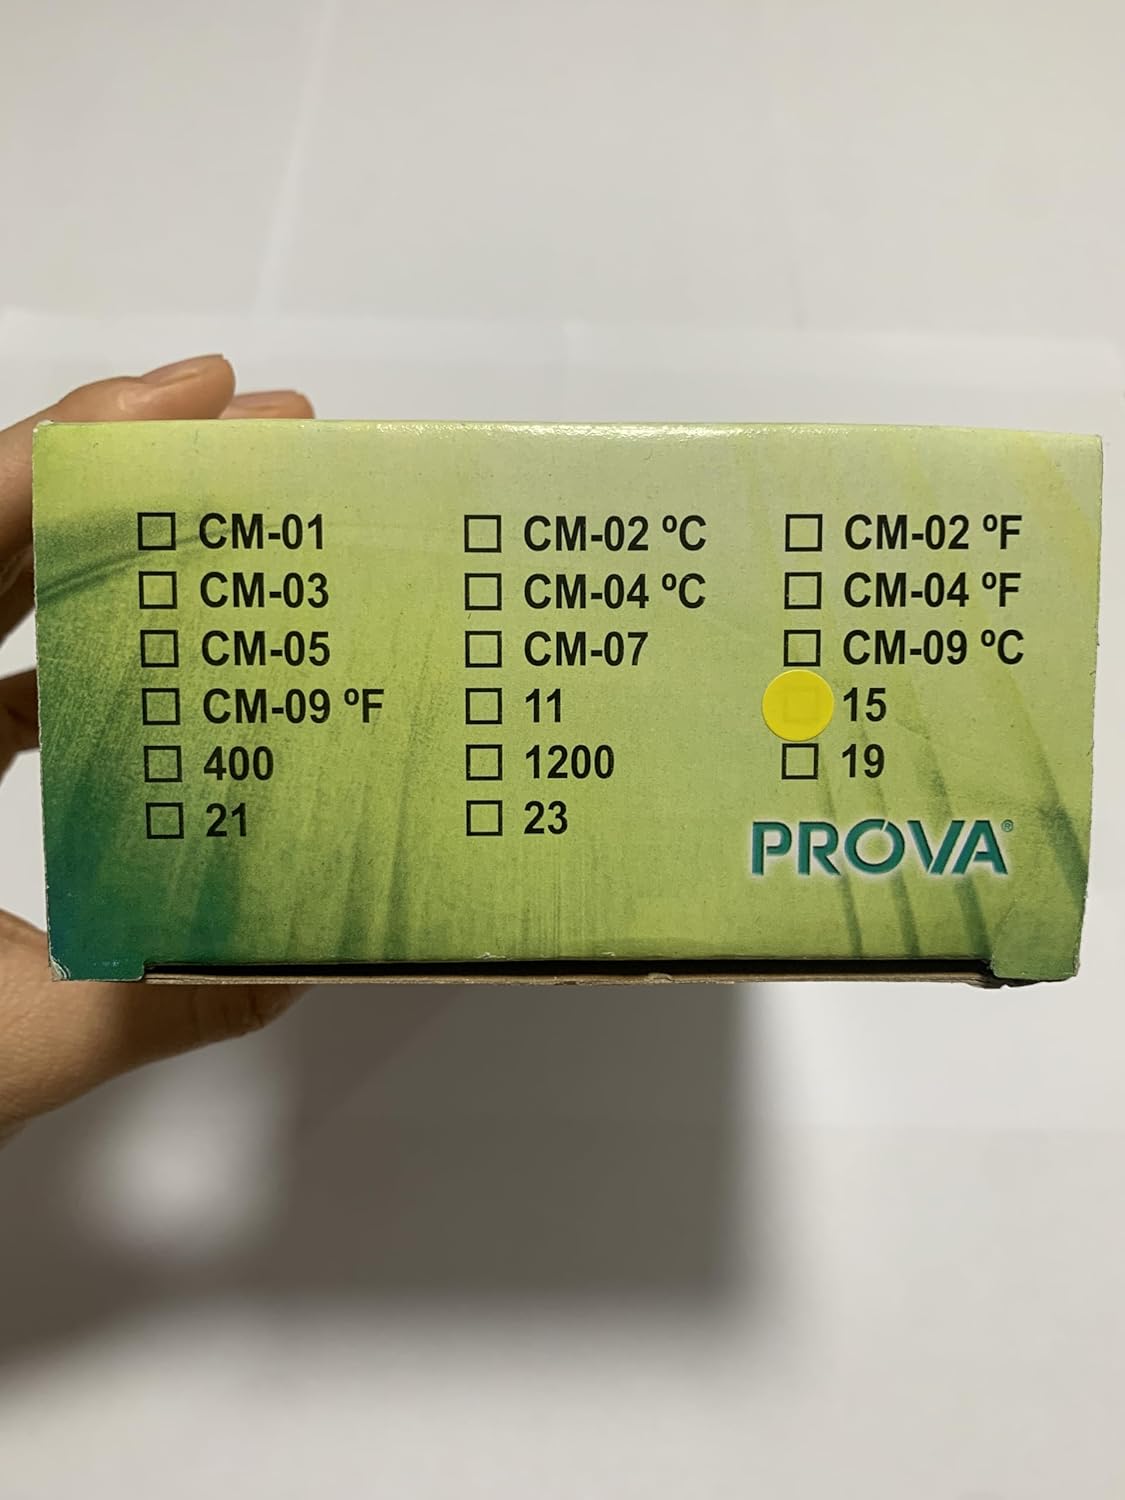 CM-01 CM-02 ºC CM-02 ºF
CM-03 CM-04 ºC CM-04 ºF
CM-05 CM-07 CM-09 ºC
CM-09 ºF 11 15
400 1200 19
21 23
PROVA®